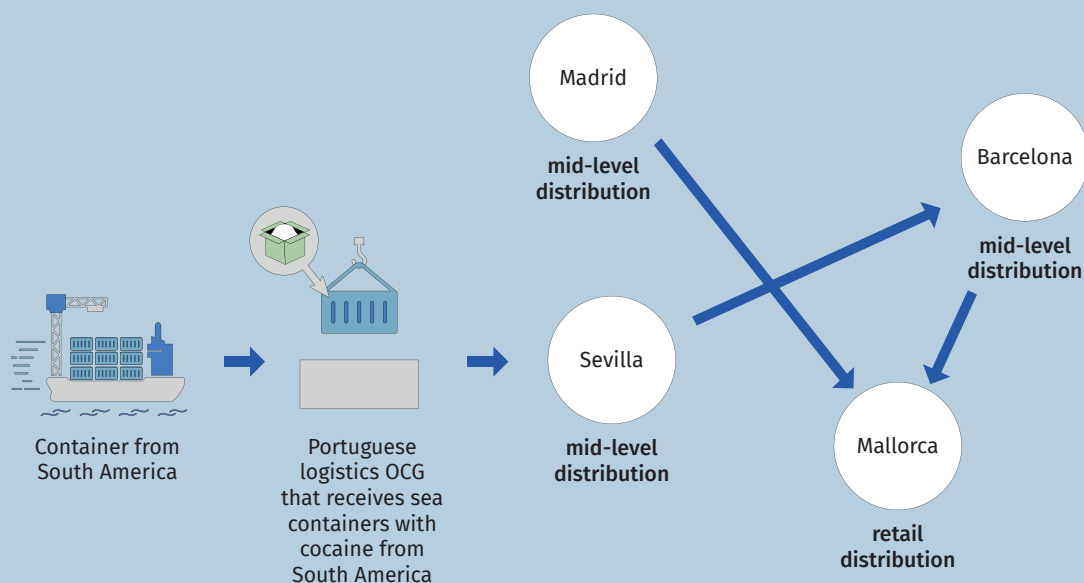 Madrid
mid-level
distribution
Barcelona
mid-level
distribution
Sevilla
mid-level
distribution
Mallorca
retail
distribution
Container from
South America
Portuguese
logistics OCG
that receives sea
containers with
cocaine from
South America